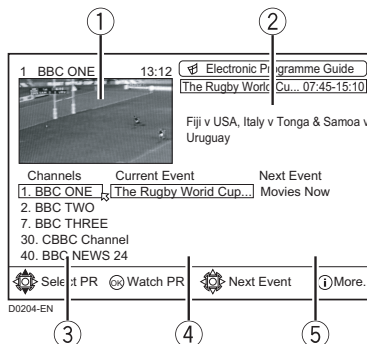 1
2
1 BBC ONE 13:12
Electronic Programme Guide
The Rugby World Cu... 07:45-15:10
Fiji v USA, Italy v Tonga & Samoa v
Uruguay
Channels Current Event Next Event
1. BBC ONE The Rugby World Cup... Movies Now
2. BBC TWO
7. BBC THREE
30. CBBC Channel
40. BBC NEWS 24
Select PR OK Watch PR Next Event i More.
D0204-EN
3 4 5